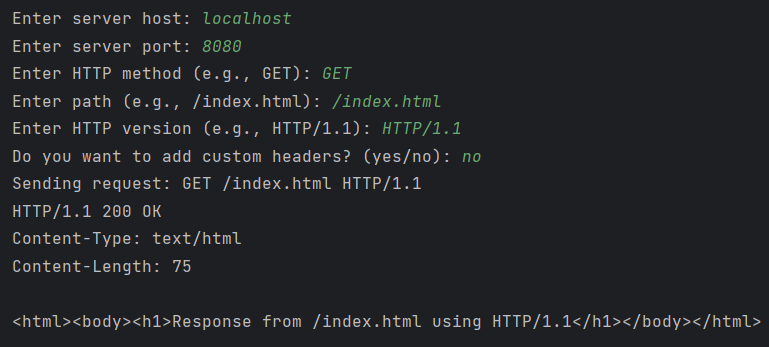 Enter server host: localhost
Enter server port: 8080
Enter HTTP method (e.g., GET): GET
Enter path (e.g., /index.html): /index.html
Enter HTTP version (e.g., HTTP/1.1): HTTP/1.1
Do you want to add custom headers? (yes/no): no
Sending request: GET /index.html HTTP/1.1
HTTP/1.1 200 OK
Content-Type: text/html
Content-Length: 75

<html><body><h1>Response from /index.html using HTTP/1.1</h1></body></html>